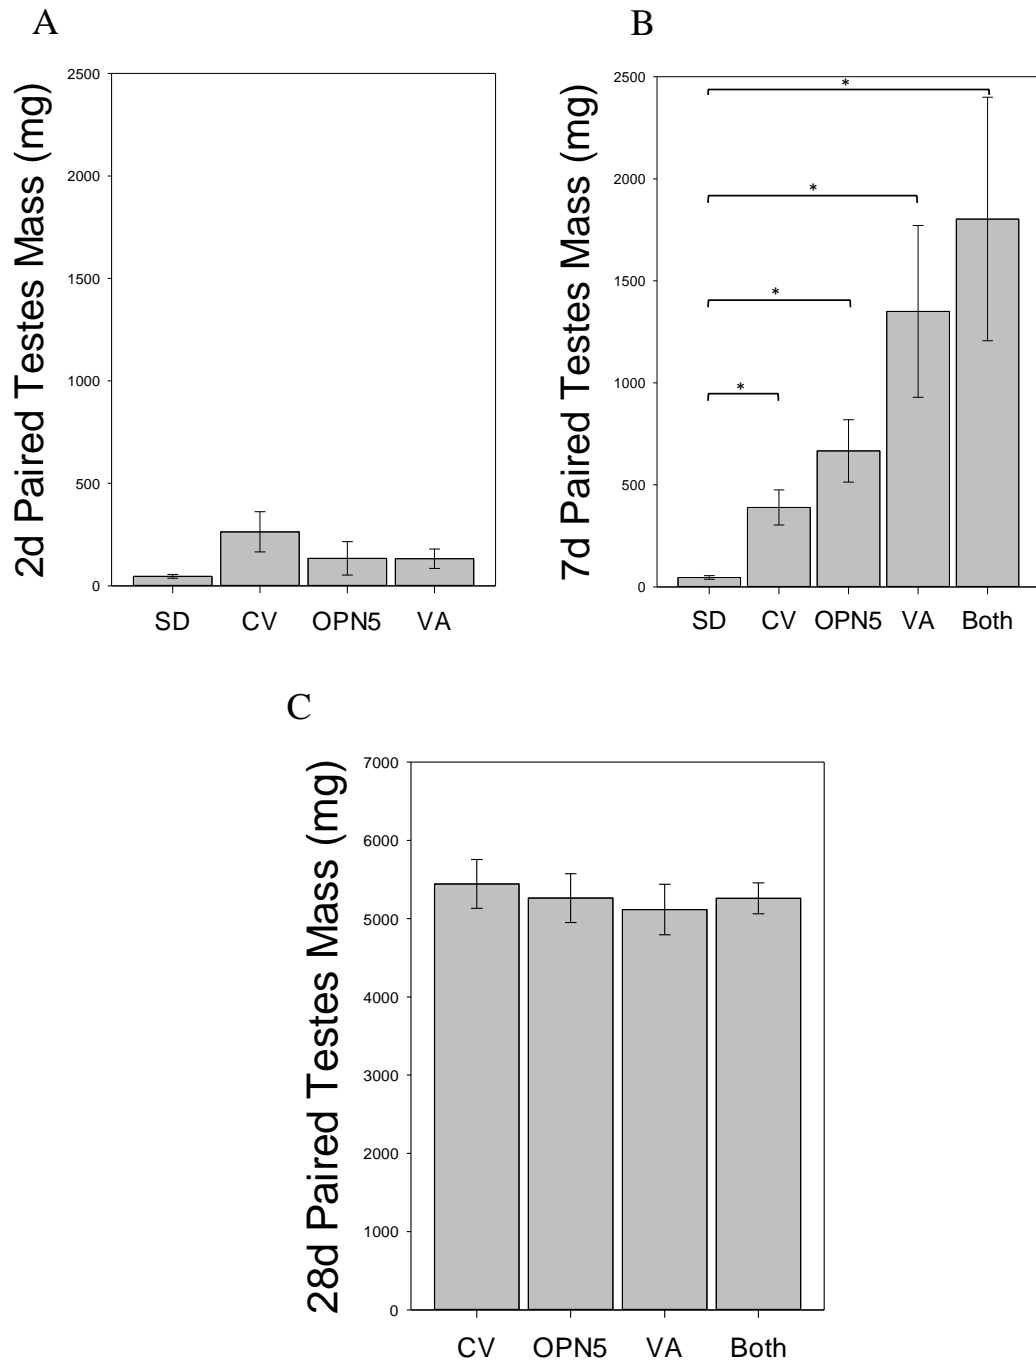 A
2d Paired Testes Mass (mg)
2500
2000
1500
1000
500
0
SD CV OPN5 VA
B
7d Paired Testes Mass (mg)
2500
2000
1500
1000
500
0
*
*
*
*
SD CV OPN5 VA Both
C
28d Paired Testes Mass (mg)
7000
6000
5000
4000
3000
2000
1000
0
CV OPN5 VA Both